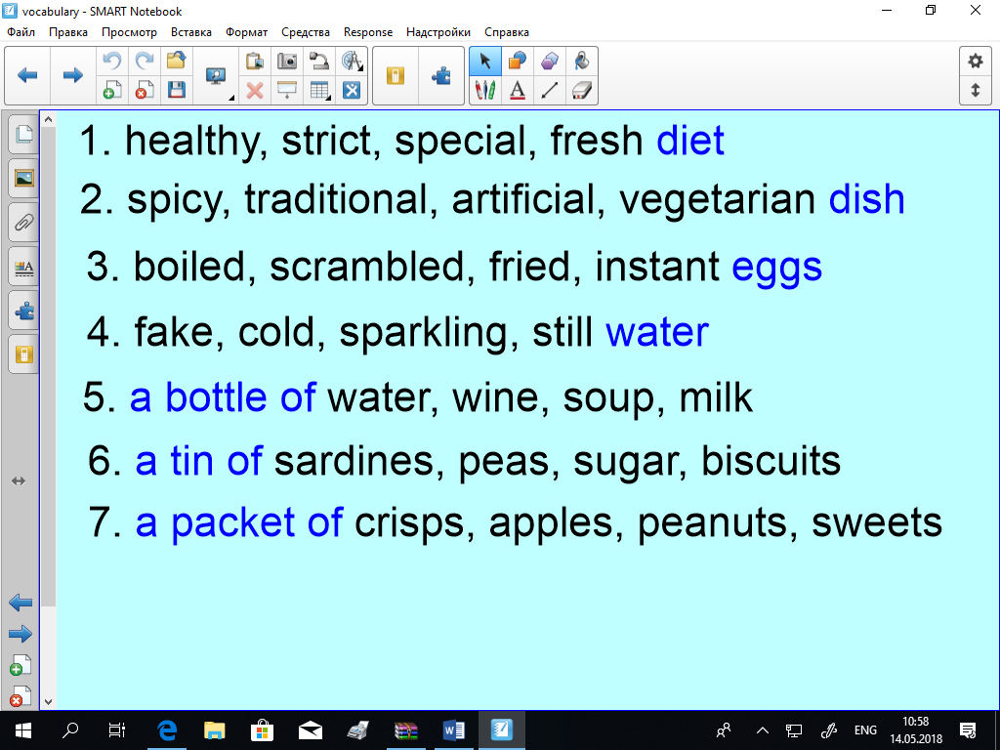 vocabulary - SMART Notebook
Файл Правка Просмотр Вставка Формат Средства Response Надстройки Справка
1. healthy, strict, special, fresh diet
2. spicy, traditional, artificial, vegetarian dish
3. boiled, scrambled, fried, instant eggs
4. fake, cold, sparkling, still water
5. a bottle of water, wine, soup, milk
6. a tin of sardines, peas, sugar, biscuits
7. a packet of crisps, apples, peanuts, sweets
ENG
10:58
14.05.2018